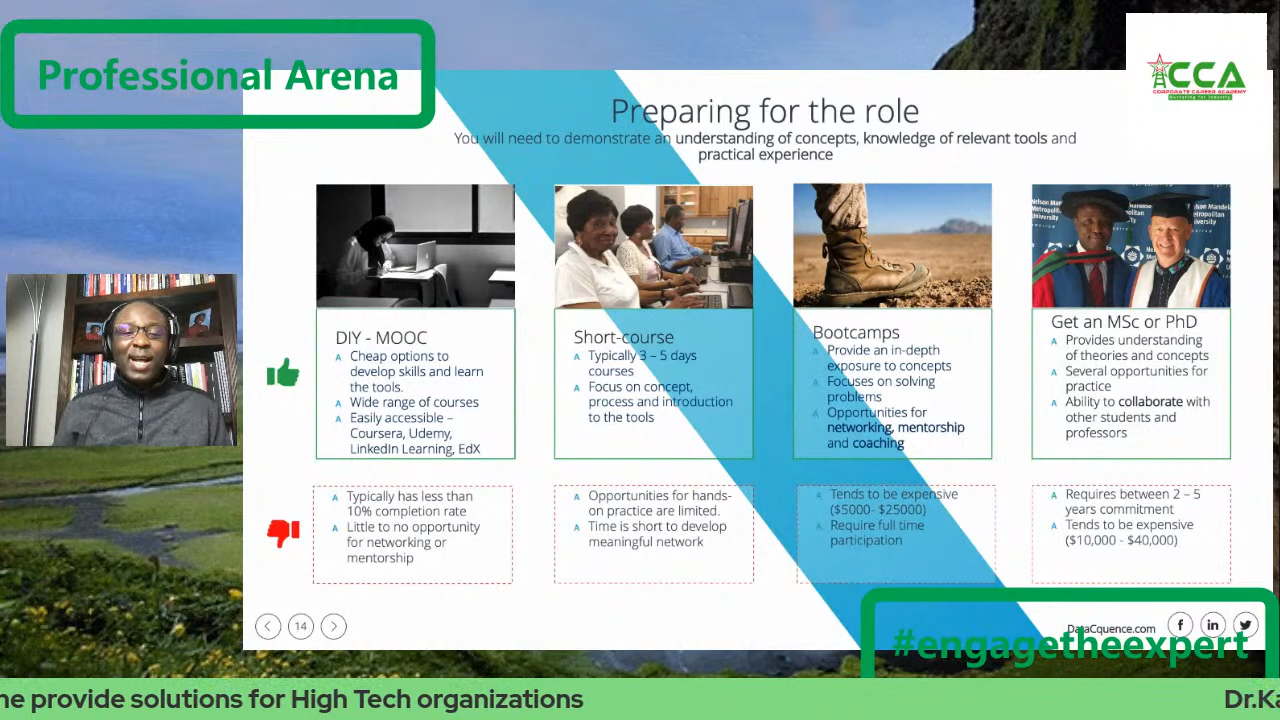 Professional Arena
CCA
CORPORATE CAREER ACADEMY
Nurturing for Industry
Preparing for the role
You will need to demonstrate an understanding of concepts, knowledge of relevant tools and
practical experience
DIY - MOOC
Cheap options to
develop skills and learn
the tools.
Wide range of courses
Easily accessible –
Coursera, Udemy,
LinkedIn Learning, EdX
Short-course
Typically 3 – 5 days
courses
Focus on concept,
process and introduction
to the tools
Bootcamps
Provide an in-depth
exposure to concepts
Focuses on solving
problems
Opportunities for
networking, mentorship
and coaching
Get an MSc or PhD
Provides understanding
of theories and concepts
Several opportunities for
practice
Ability to collaborate with
other students and
professors
Typically has less than
10% completion rate
Little to no opportunity
for networking or
mentorship
Opportunities for hands-
on practice are limited.
Time is short to develop
meaningful network
Tends to be expensive
($5000- $25000)
Require full time
participation
Requires between 2 – 5
years commitment
Tends to be expensive
($10,000 - $40,000)
14
DataCquence.com
#engagetheexpert
ne provide solutions for High Tech organizations
Dr.Ka